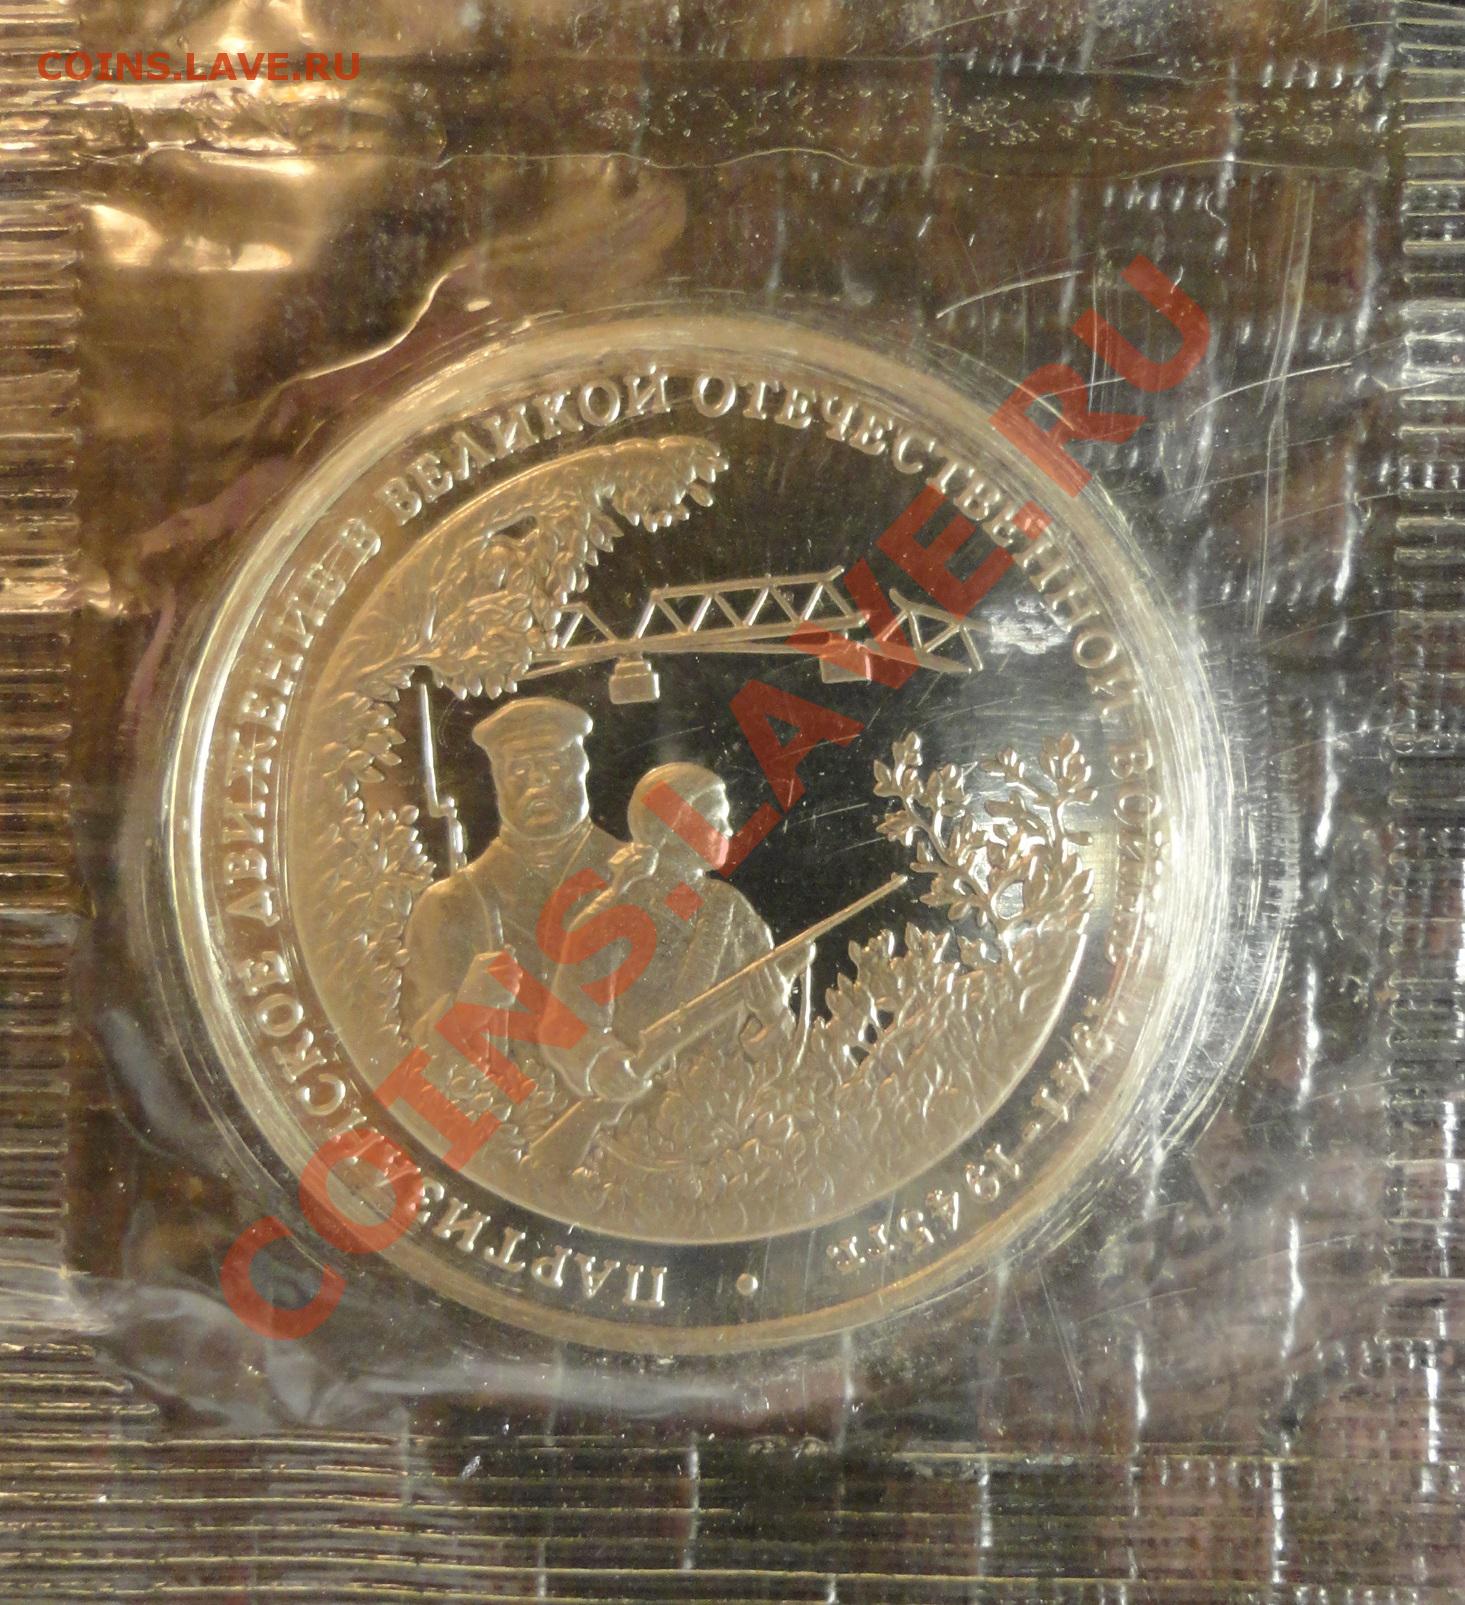 COINS.LAVE.RU
ПАРТИЗАНСКОЕ ДВИЖЕНИЕ В ВЕЛИКОЙ ОТЕЧЕСТВЕННОЙ ВОЙНЕ 1941-1945 ГГ. •
COINS.LAVE.RU